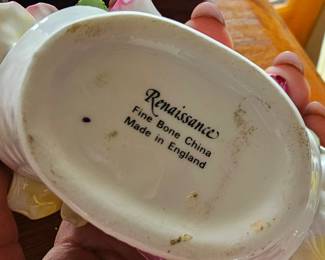 Renaissance
Fine Bone China
Made in England